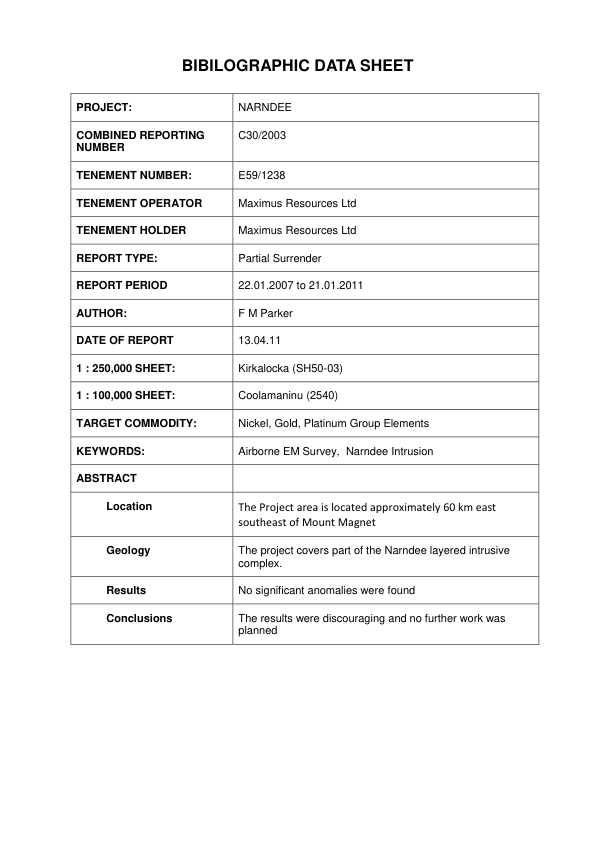 BIBILOGRAPHIC DATA SHEET
PROJECT: NARNDEE
COMBINED REPORTING C30/2003
NUMBER
TENEMENT NUMBER: E59/1238
TENEMENT OPERATOR Maximus Resources Ltd
TENEMENT HOLDER Maximus Resources Ltd
REPORT TYPE: Partial Surrender
REPORT PERIOD 22.01.2007 to 21.01.2011
AUTHOR: F M Parker
DATE OF REPORT 13.04.11
1 : 250,000 SHEET: Kirkalocka (SH50-03)
1 : 100,000 SHEET: Coolamaninu (2540)
TARGET COMMODITY: Nickel, Gold, Platinum Group Elements
KEYWORDS: Airborne EM Survey, Narndee Intrusion
ABSTRACT
Location The Project area is located approximately 60 km east
southeast of Mount Magnet
Geology The project covers part of the Narndee layered intrusive
complex.
Results No significant anomalies were found
Conclusions The results were discouraging and no further work was
planned